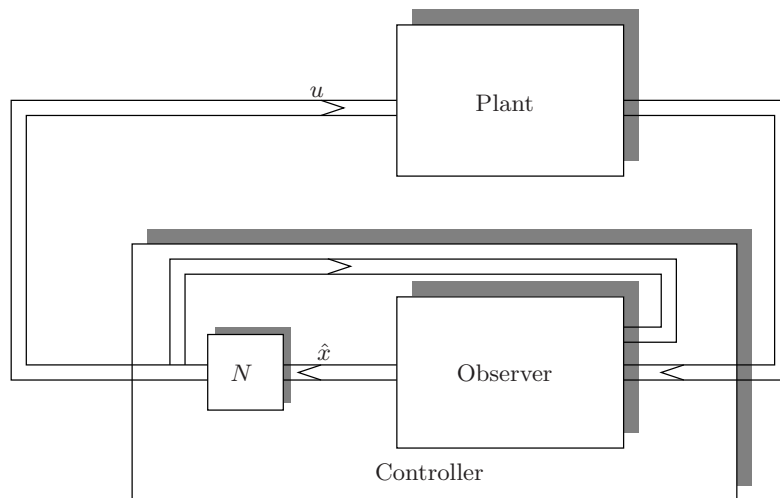 u
Plant
x̂
N
Observer
Controller